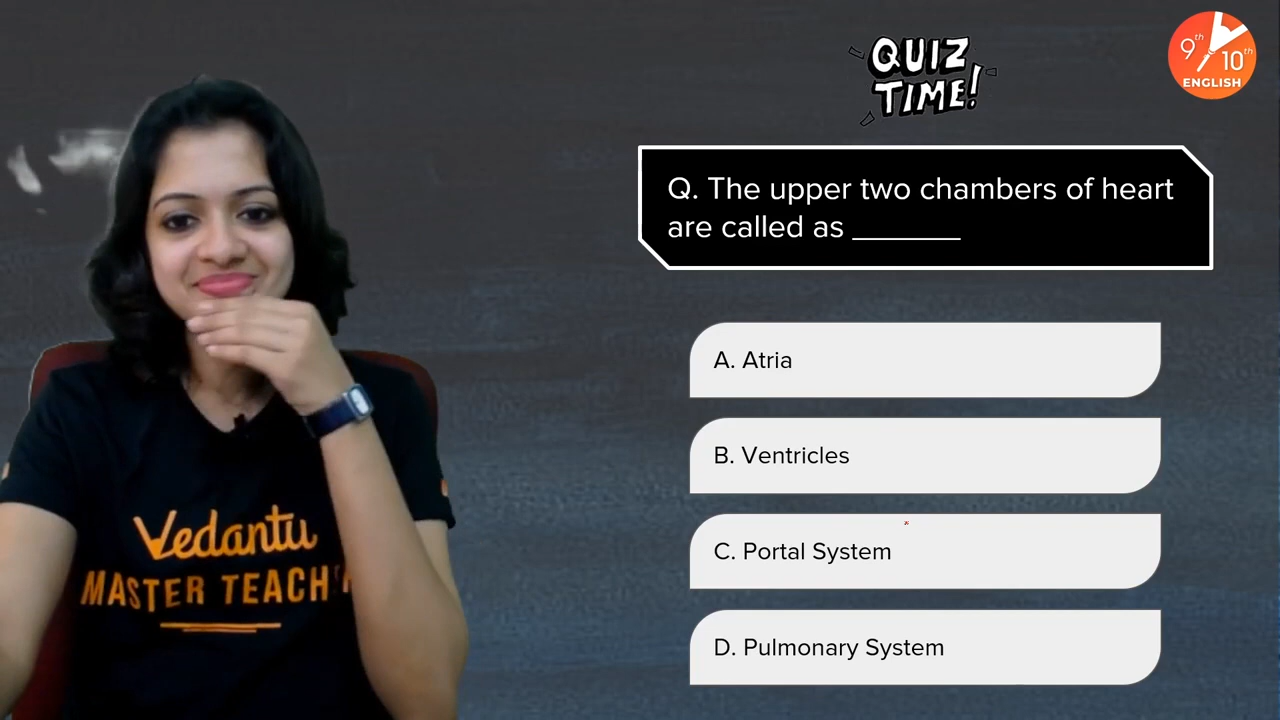 QUIZ
TIME!
9th
10th
ENGLISH
Q. The upper two chambers of heart
are called as _______
A. Atria
B. Ventricles
C. Portal System
D. Pulmonary System
Vedantu
MASTER TEACH